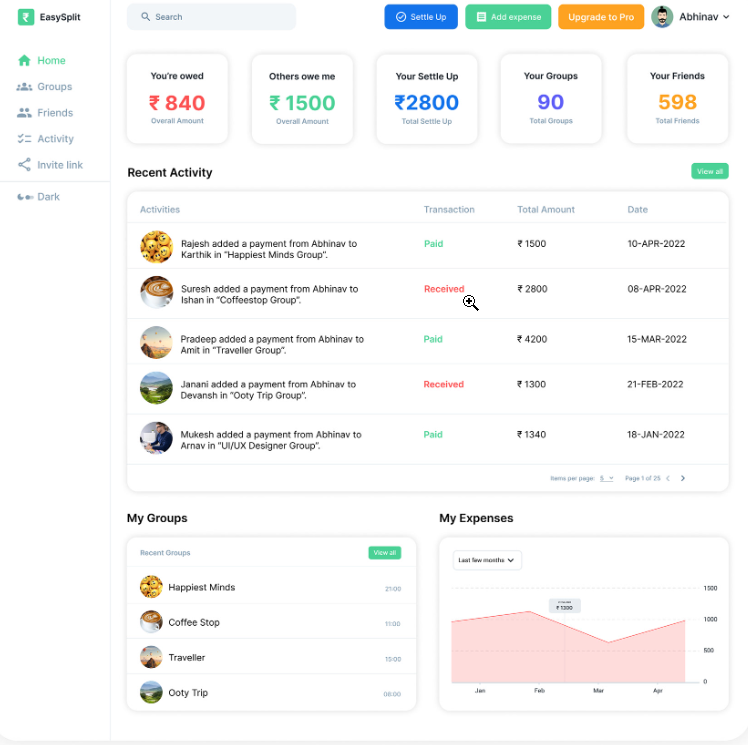 EasySplit
Search
Settle Up
Add expense
Upgrade to Pro
Abhinav
Home
Groups
Friends
Activity
Invite link
Dark
You're owed
₹ 840
Overall Amount
Others owe me
₹ 1500
Overall Amount
Your Settle Up
₹2800
Total Settle Up
Your Groups
90
Total Groups
Your Friends
598
Total Friends
Recent Activity
View all
Activities Transaction Total Amount Date
Rajesh added a payment from Abhinav to
Karthik in “Happiest Minds Group”.
Paid ₹ 1500 10-APR-2022
Suresh added a payment from Abhinav to
Ishan in “Coffeestop Group”.
Received ₹ 2800 08-APR-2022
Pradeep added a payment from Abhinav to
Amit in “Traveller Group”.
Paid ₹ 4200 15-MAR-2022
Janani added a payment from Abhinav to
Devansh in “Ooty Trip Group”.
Received ₹ 1300 21-FEB-2022
Mukesh added a payment from Abhinav to
Arnav in “UI/UX Designer Group”.
Paid ₹ 1340 18-JAN-2022
Items per page: 5 Page 1 of 25
My Groups
Recent Groups View all
Happiest Minds 21:00
Coffee Stop 11:00
Traveller 15:00
Ooty Trip 06:00
My Expenses
Last few months
1500
₹ 1300
1000
500
0
Jan Feb Mar Apr